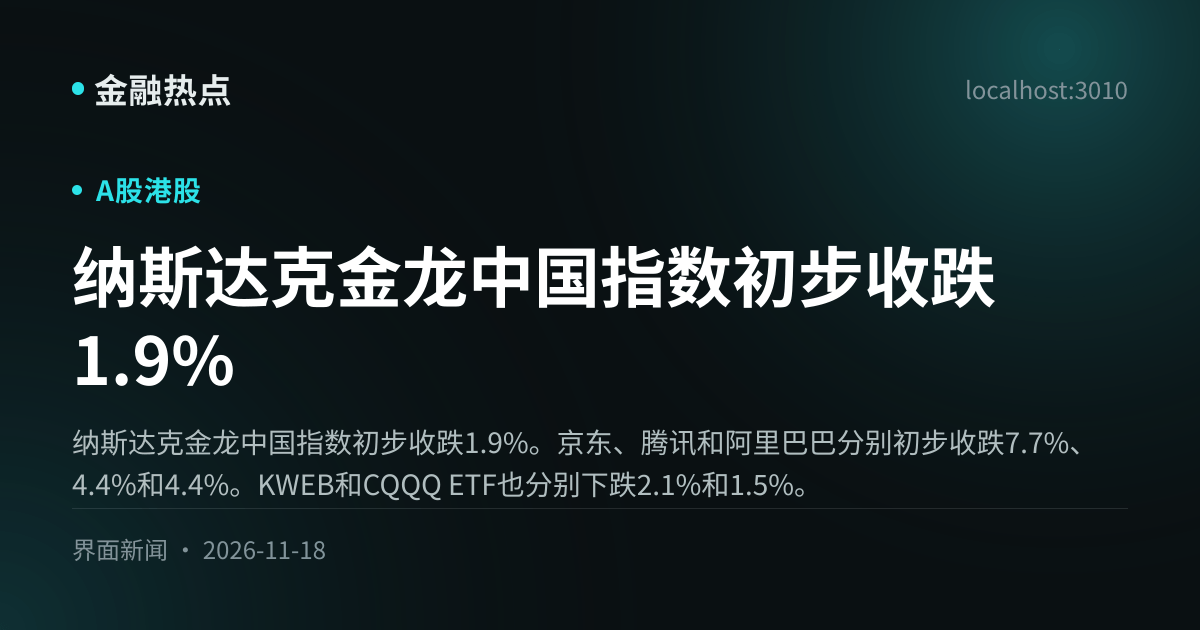 金融热点
localhost:3010
A股港股
纳斯达克金龙中国指数初步收跌
1.9%
纳斯达克金龙中国指数初步收跌1.9%。京东、腾讯和阿里巴巴分别初步收跌7.7%、
4.4%和4.4%。KWEB和CQQQ ETF也分别下跌2.1%和1.5%。
界面新闻 · 2026-11-18